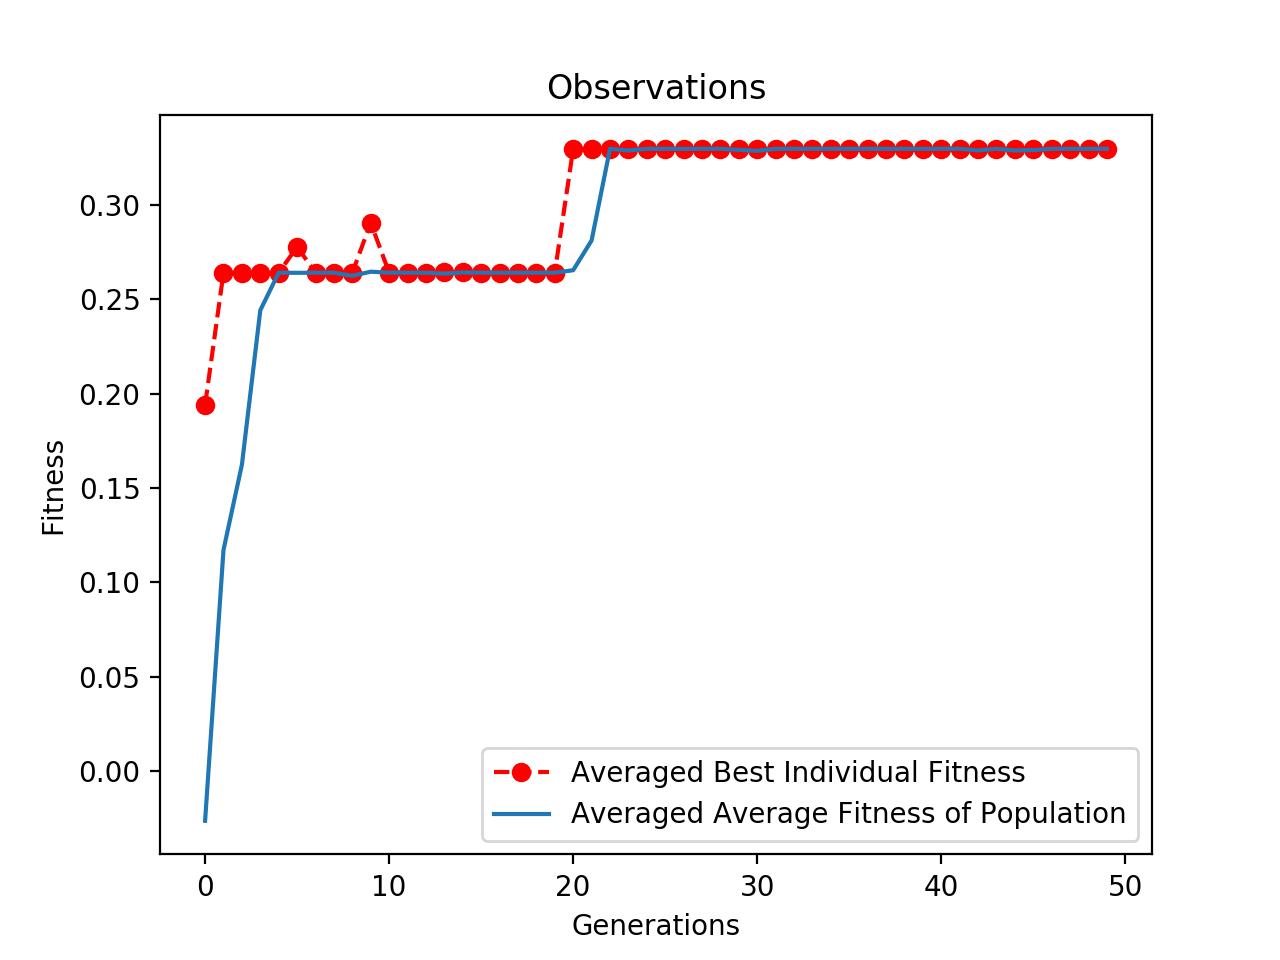 Observations
Fitness
0.30
0.25
0.20
0.15
0.10
0.05
0.00
Averaged Best Individual Fitness
Averaged Average Fitness of Population
0 10 20 30 40 50
Generations